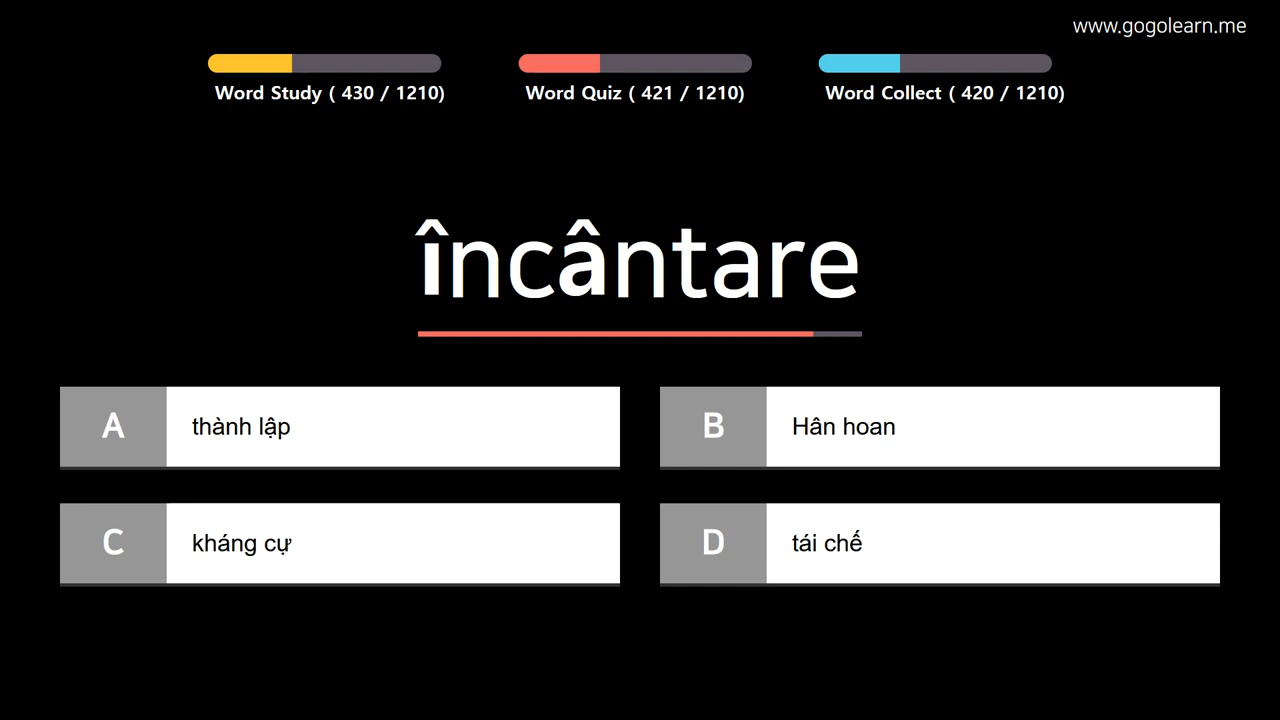 www.gogolearn.me
Word Study ( 430 / 1210)
Word Quiz ( 421 / 1210)
Word Collect ( 420 / 1210)
încântare
A thành lập
B Hân hoan
C kháng cự
D tái chế